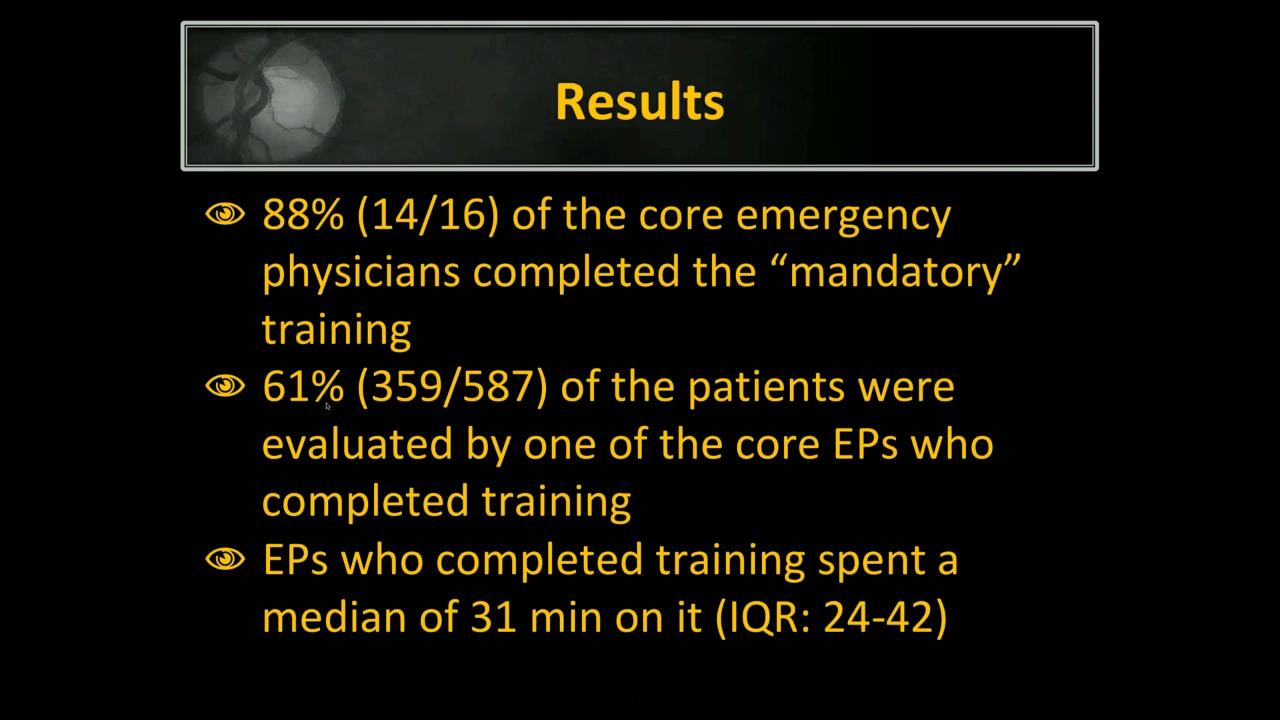 Results
88% (14/16) of the core emergency
physicians completed the “mandatory”
training
61% (359/587) of the patients were
evaluated by one of the core EPs who
completed training
EPs who completed training spent a
median of 31 min on it (IQR: 24-42)